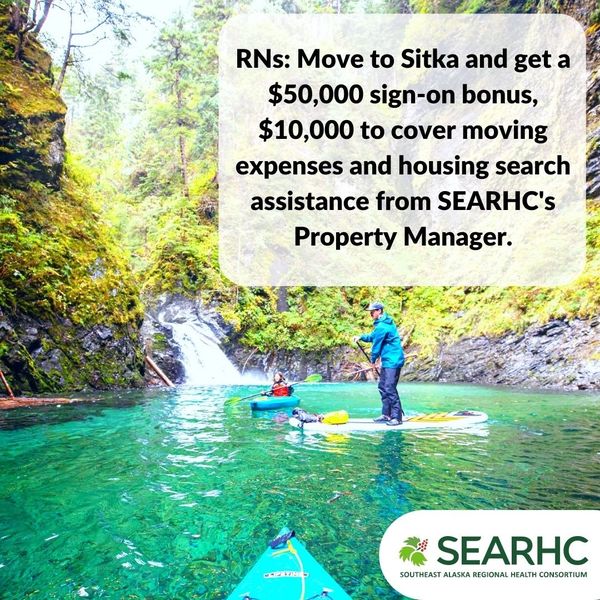 RNs: Move to Sitka and get a
$50,000 sign-on bonus,
$10,000 to cover moving
expenses and housing search
assistance from SEARHC's
Property Manager.
LIFETIME
SEARHC
SOUTHEAST ALASKA REGIONAL HEALTH CONSORTIUM